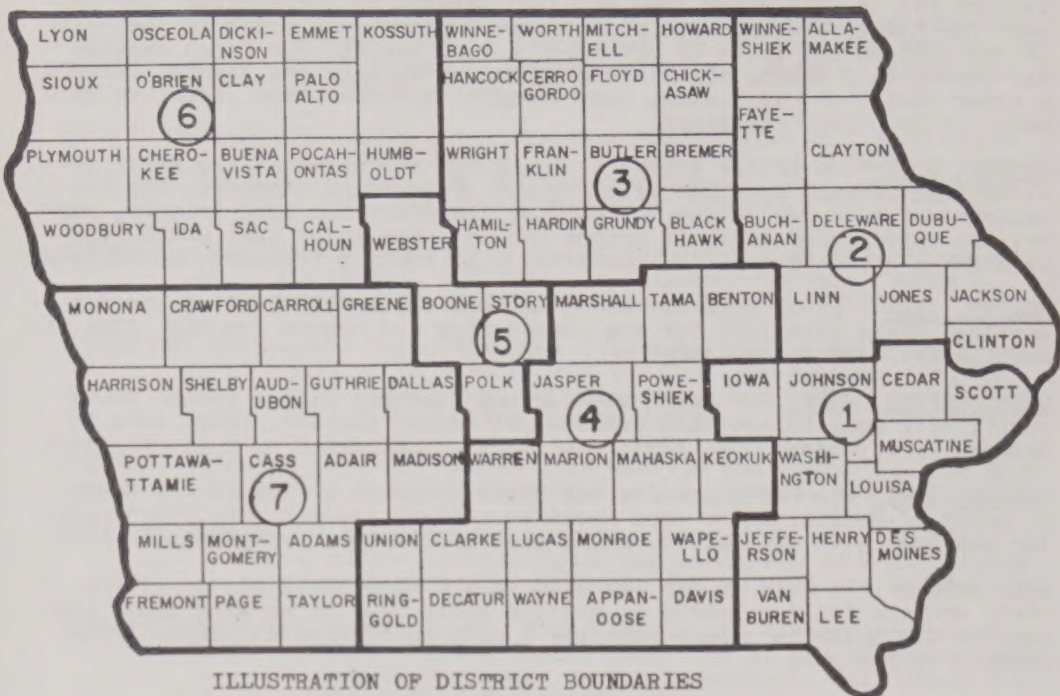 LYON OSCEOLA DICKI- EMMET KOSSUTH WINNE- WORTH MITCH- HOWARD WINNE- ALLA-
NSON BAGO ELL SHIEK MAKEE
SIOUX O'BRIEN CLAY PALO HANCOCK CERRO FLOYD CHICK-
ALTO GORDO ASAW
6 FAYE-
TTE
CLAYTON
PLYMOUTH CHERO- BUENA POCAH- HUMB- WRIGHT FRAN- BUTLER BREMER
KEE VISTA ONTAS OLDT KLIN
3
WOODBURY IDA SAC CAL- WEBSTER HAMIL- HARDIN GRUNDY BLACK BUCH- DELEWARE DUBU-
HOUN TON HAWK ANAN QUE
2
MONONA CRAWFORD CARROLL GREENE BOONE STORY MARSHALL TAMA BENTON LINN JONES JACKSON
5 CLINTON
HARRISON SHELBY AUD- GUTHRIE DALLAS POLK JASPER POWE- IOWA JOHNSON CEDAR SCOTT
UBON SHIEK
4 1
MUSCATINE
POTTAWA- CASS ADAIR MADISON WARREN MARION MAHASKA KEOKUK WASHI-
TTAMIE NGTON
7 LOUISA
MILLS MONT- ADAMS UNION CLARKE LUCAS MONROE WAPE- JEFFE- HENRY DES
GOMERY LLO RSON MOINES
FREMONT PAGE TAYLOR RING- DECATUR WAYNE APPAN- DAVIS VAN LEE
GOLD OOSE BUREN
ILLUSTRATION OF DISTRICT BOUNDARIES